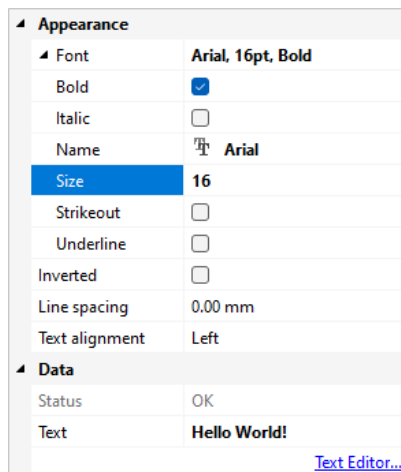 Appearance
Font Arial, 16pt, Bold
Bold
Italic
Name Arial
Size 16
Strikeout
Underline
Inverted
Line spacing 0.00 mm
Text alignment Left
Data
Status OK
Text Hello World!
Text Editor...